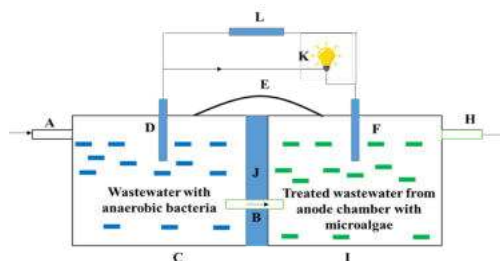 L
K
E
A
D
F
H
J
Wastewater with
anaerobic bacteria
B
Treated wastewater from
anode chamber with
microalgae
C
I